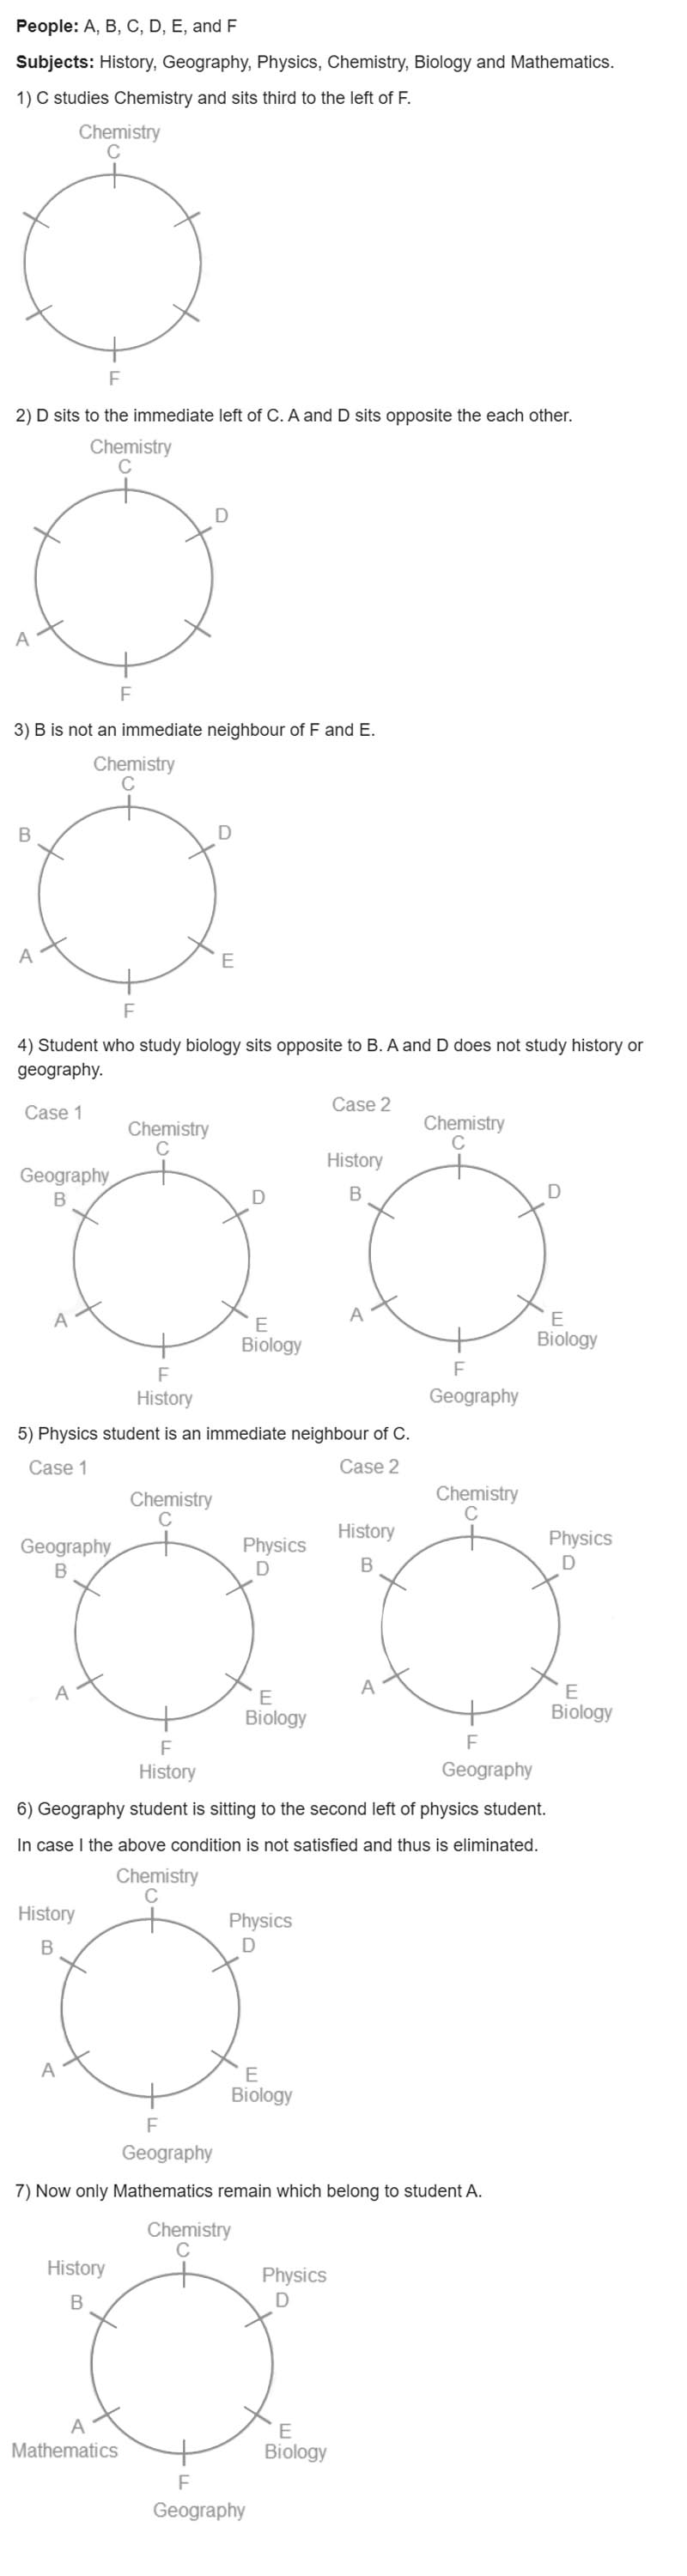 People: A, B, C, D, E, and F
Subjects: History, Geography, Physics, Chemistry, Biology and Mathematics.
1) C studies Chemistry and sits third to the left of F.
Chemistry
C
F
2) D sits to the immediate left of C. A and D sits opposite the each other.
Chemistry
C
D
A
F
3) B is not an immediate neighbour of F and E.
Chemistry
C
B D
A E
F
4) Student who study biology sits opposite to B. A and D does not study history or
geography.
Case 1 Case 2
Chemistry Chemistry
C C
Geography History
B D B D
A E A E
Biology Biology
F F
History Geography
5) Physics student is an immediate neighbour of C.
Case 1 Case 2
Chemistry Chemistry
C C
Geography Physics History Physics
B D B D
A E A E
Biology Biology
F F
History Geography
6) Geography student is sitting to the second left of physics student.
In case I the above condition is not satisfied and thus is eliminated.
Chemistry
C
History Physics
B D
A E
Biology
F
Geography
7) Now only Mathematics remain which belong to student A.
Chemistry
C
History Physics
B D
A E
Mathematics Biology
F
Geography